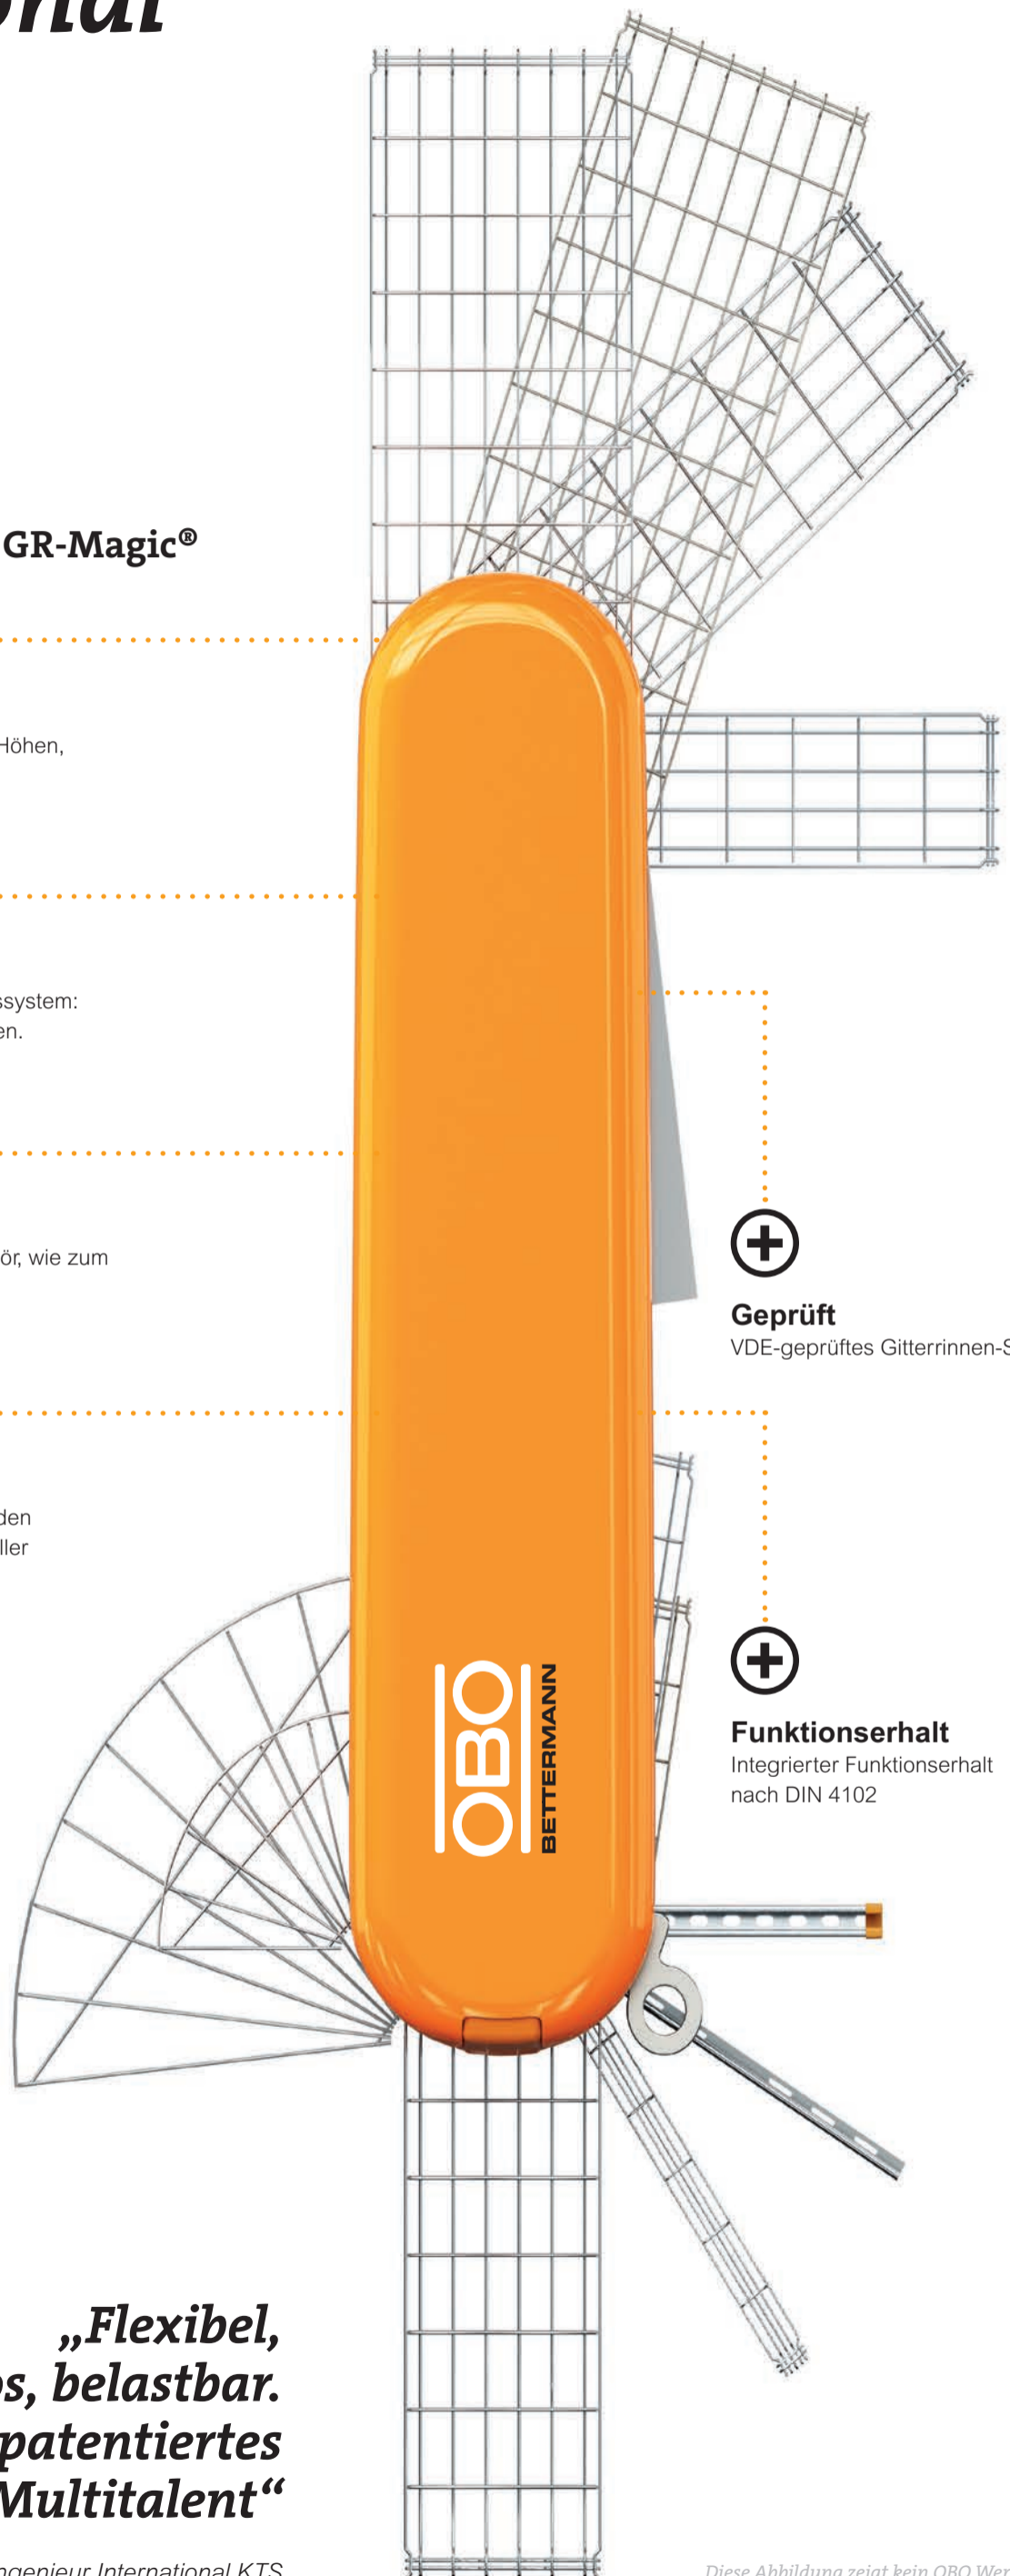 onal
GR-Magic®
Höhen,
ssystem:
en.
ör, wie zum
den
ller
Geprüft
VDE-geprüftes Gitterrinnen-S
Funktionserhalt
Integrierter Funktionserhalt
nach DIN 4102
OBO
BETTERMANN
„Flexibel,
os, belastbar.
patentiertes
Multitalent“
ngenieur International KTS
Diese Abbildung zeigt kein OBO Wer